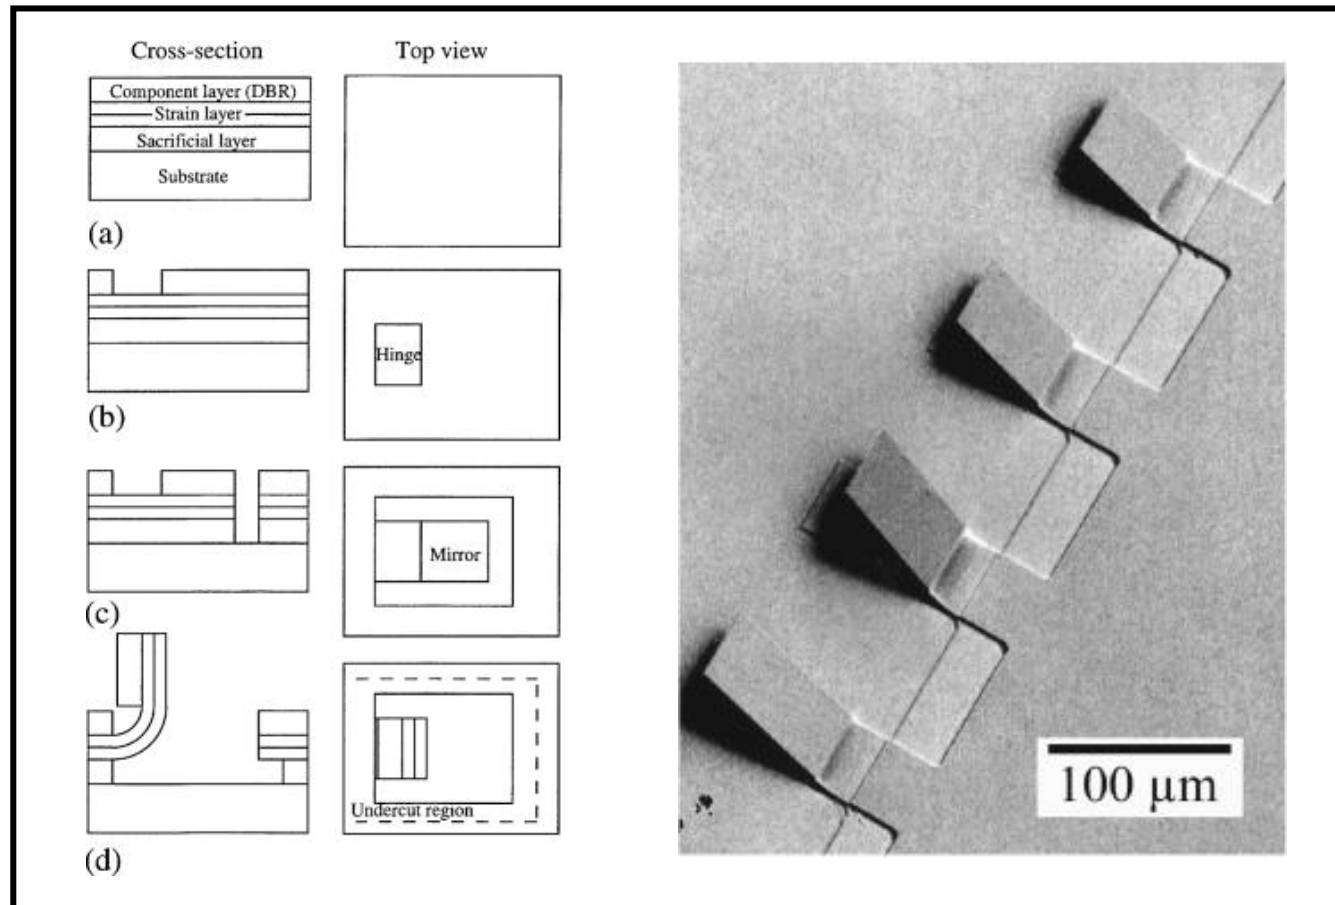 Cross-section
Top view
Component layer (DBR)
Strain layer
Sacrificial layer
Substrate
(a)
Hinge
(b)
Mirror
(c)
Undercut region
(d)
100 μm